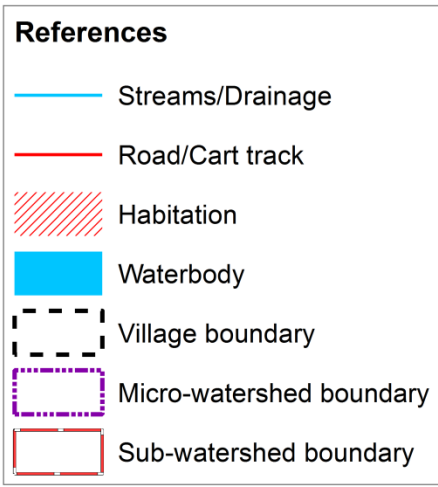 References
Streams/Drainage
Road/Cart track
Habitation
Waterbody
Village boundary
Micro-watershed boundary
Sub-watershed boundary